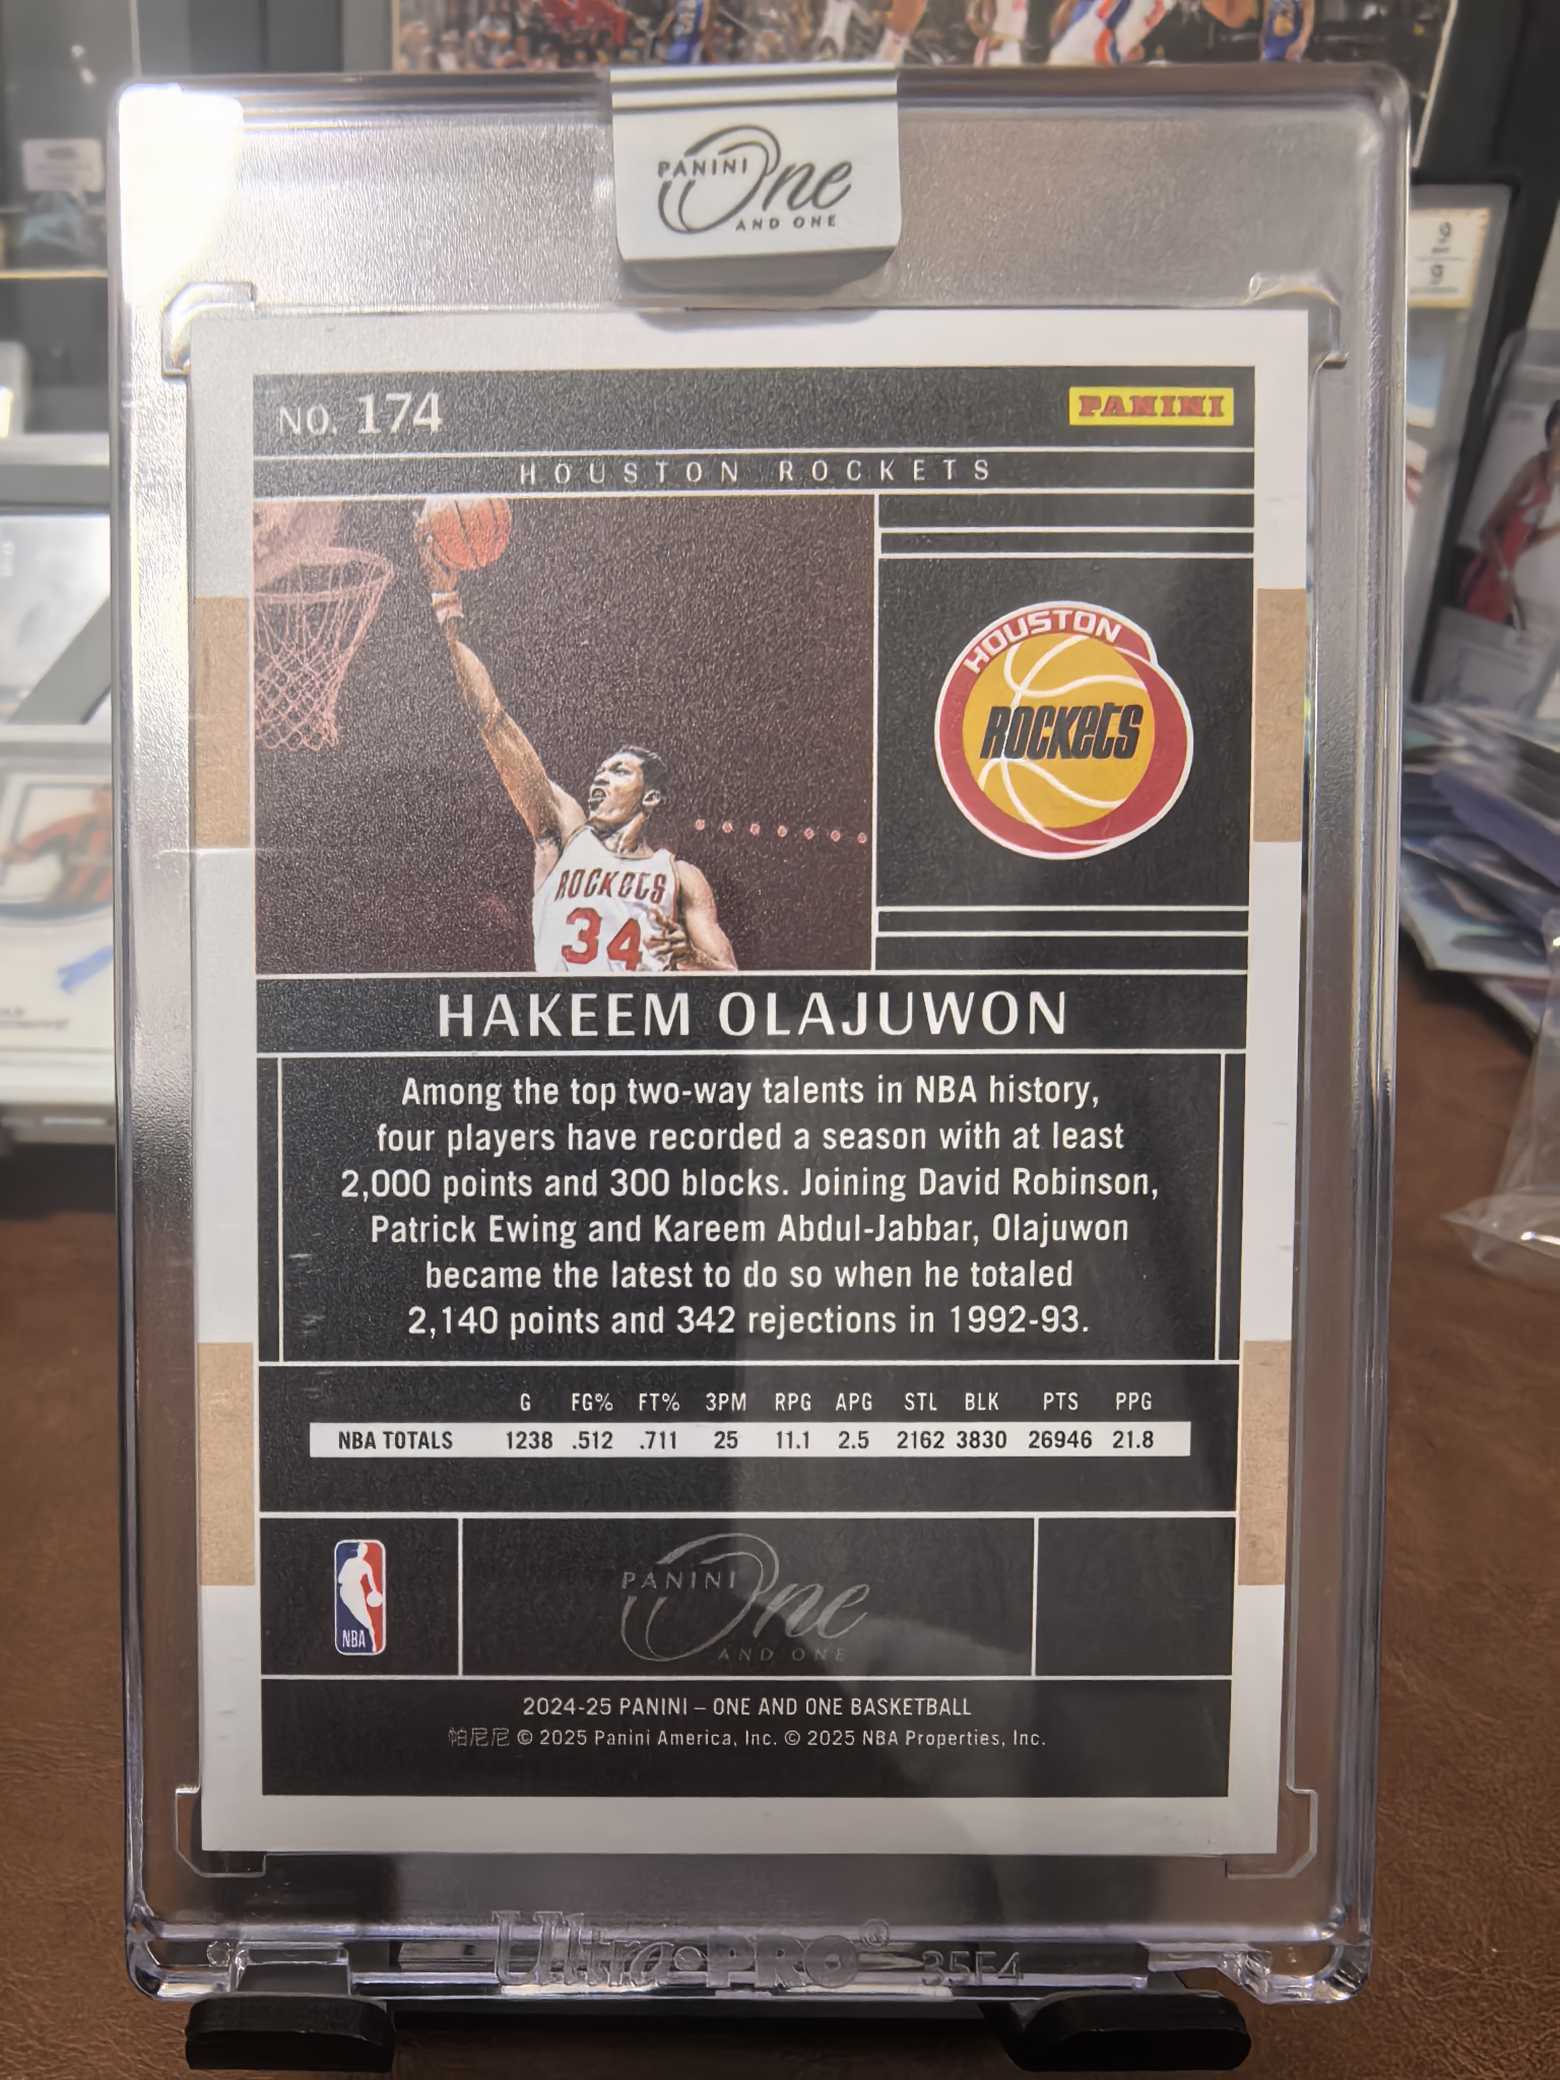 PANINI One
AND ONE
NO. 174
PANINI
HOUSTON ROCKETS
HOUSTON
ROCKETS
ROCKETS
34
HAKEEM OLAJUWON
Among the top two-way talents in NBA history,
four players have recorded a season with at least
2,000 points and 300 blocks. Joining David Robinson,
Patrick Ewing and Kareem Abdul-Jabbar, Olajuwon
became the latest to do so when he totaled
2,140 points and 342 rejections in 1992-93.
G FG% FT% 3PM RPG APG STL BLK PTS PPG
NBA TOTALS 1238 .512 .711 25 11.1 2.5 2162 3830 26946 21.8
NBA
PANINI One
AND ONE
2024-25 PANINI – ONE AND ONE BASKETBALL
帕尼尼 © 2025 Panini America, Inc. © 2025 NBA Properties, Inc.
Ultra•PRO® 35F4